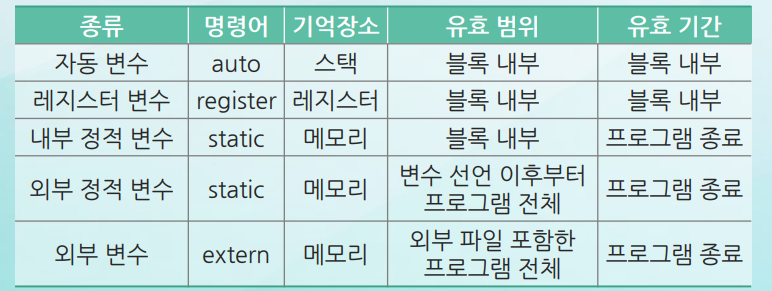 종류 명령어 기억장소 유효 범위 유효 기간
자동 변수 auto 스택 블록 내부 블록 내부
레지스터 변수 register 레지스터 블록 내부 블록 내부
내부 정적 변수 static 메모리 블록 내부 프로그램 종료
외부 정적 변수 static 메모리 변수 선언 이후부터
프로그램 전체 프로그램 종료
외부 변수 extern 메모리 외부 파일 포함한
프로그램 전체 프로그램 종료